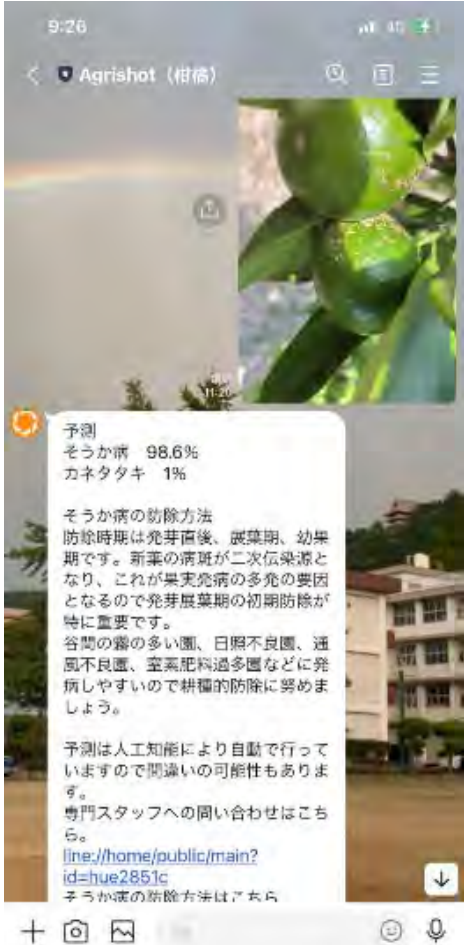 9:26
4G
Agrishot（柑橘）
予測
そうか病　98.6%
カネタタキ　1%
そうか病の防除方法
防除時期は発芽直後、展葉期、幼果
期です。新葉の病斑が二次伝染源と
なり、これが果実発病の多発の要因
となるので発芽展葉期の初期防除が
特に重要です。
谷間の霧の多い園、日照不良園、通
風不良園、窒素肥料過多園などに発
病しやすいので耕種的防除に努めま
しょう。
予測は人工知能により自動で行って
いますので間違いの可能性もありま
す。
専門スタッフへの問い合わせはこち
ら。
line://home/public/main?
id=hue2851c
そうか病の防除方法はこちら